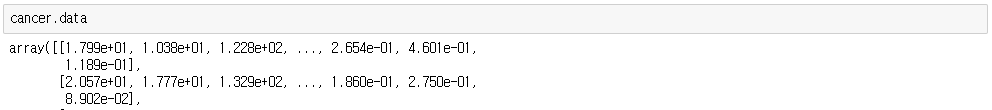 cancer.data
array([[1.799e+01, 1.038e+01, 1.228e+02, ..., 2.654e-01, 4.601e-01,
1.189e-01],
[2.057e+01, 1.777e+01, 1.329e+02, ..., 1.860e-01, 2.750e-01,
8.902e-02],